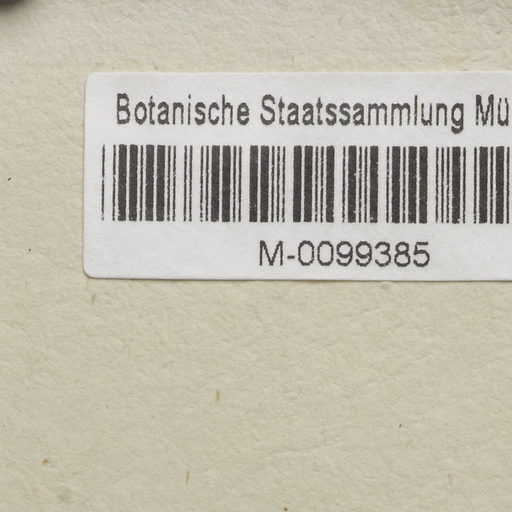 Botanische Staatssammlung Mü
M-0099385